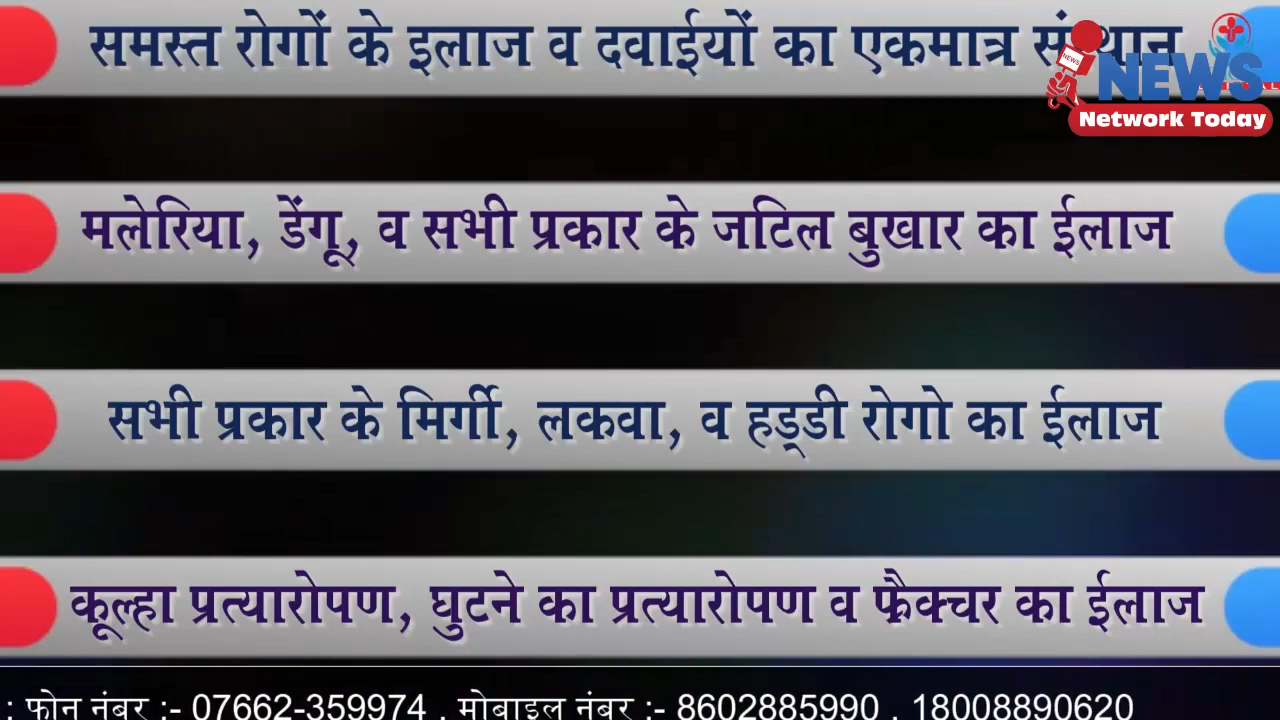 समस्त रोगों के इलाज व दवाईयों का एकमात्र संस्थान
NEWS
NEWS
Network Today
मलेरिया, डेंगू, व सभी प्रकार के जटिल बुखार का ईलाज
सभी प्रकार के मिर्गी, लकवा, व हड्डी रोगो का ईलाज
कूल्हा प्रत्यारोपण, घुटने का प्रत्यारोपण व फ्रैक्चर का ईलाज
: फोन नंबर :- 07662-359974 , मोबाइल नंबर :- 8602885990 , 18008890620